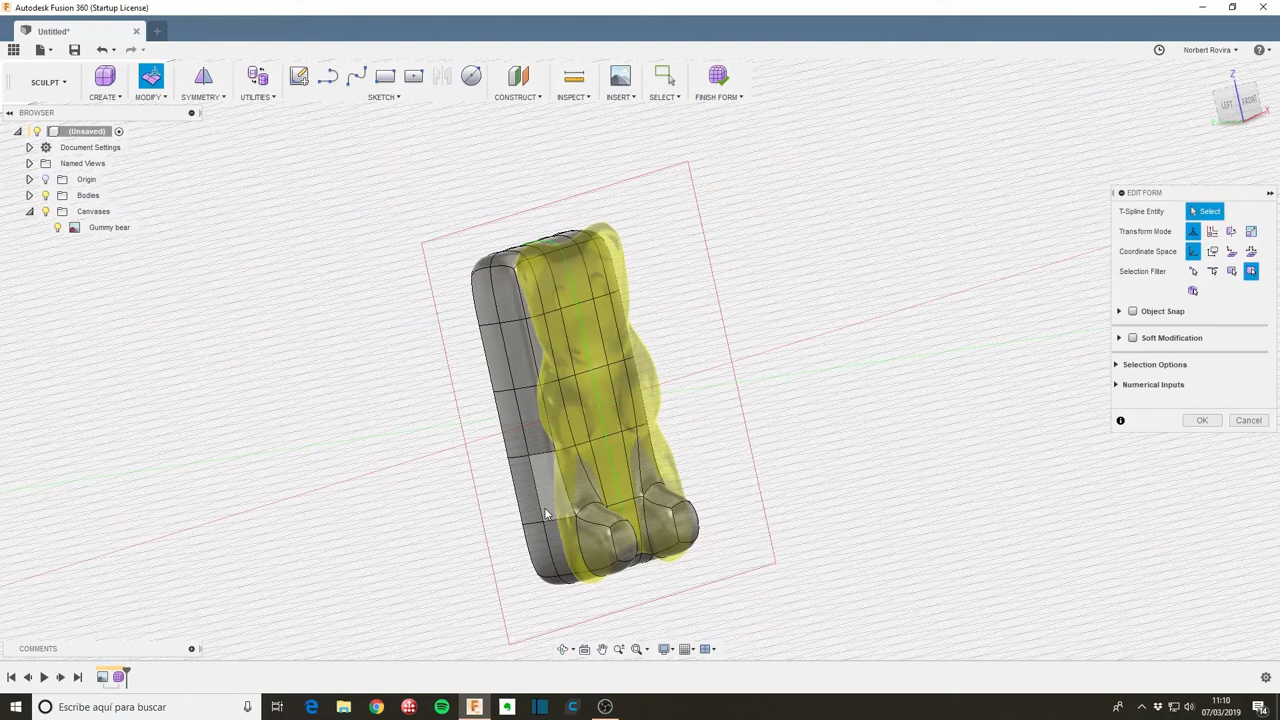 Autodesk Fusion 360 (Startup License)
Untitled*
Norbert Rovira
SCULPT
CREATE
MODIFY
SYMMETRY
UTILITIES
SKETCH
CONSTRUCT
INSPECT
INSERT
SELECT
FINISH FORM
BROWSER
(Unsaved)
Document Settings
Named Views
Origin
Bodies
Canvases
Gummy bear
Z
LEFT
FRONT
X
EDIT FORM
T-Spline Entity
Select
Transform Mode
Coordinate Space
Selection Filter
Object Snap
Soft Modification
Selection Options
Numerical Inputs
OK
Cancel
COMMENTS
Escribe aquí para buscar
11:10
07/03/2019
14